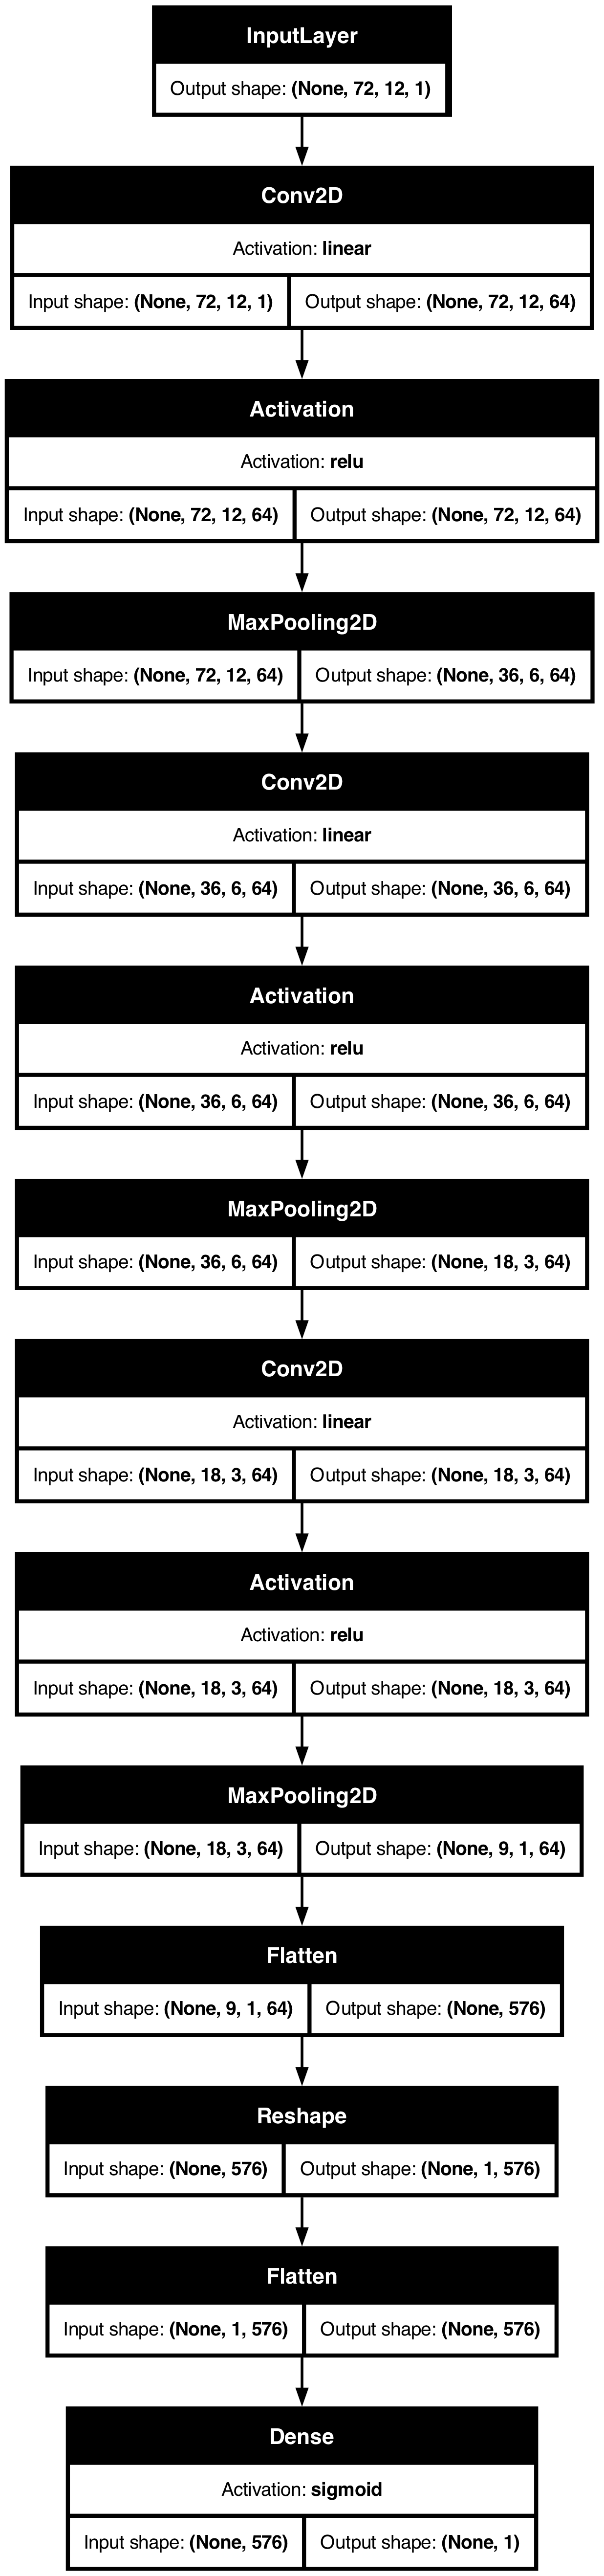 InputLayer
Output shape: (None, 72, 12, 1)
Conv2D
Activation: linear
Input shape: (None, 72, 12, 1) Output shape: (None, 72, 12, 64)
Activation
Activation: relu
Input shape: (None, 72, 12, 64) Output shape: (None, 72, 12, 64)
MaxPooling2D
Input shape: (None, 72, 12, 64) Output shape: (None, 36, 6, 64)
Conv2D
Activation: linear
Input shape: (None, 36, 6, 64) Output shape: (None, 36, 6, 64)
Activation
Activation: relu
Input shape: (None, 36, 6, 64) Output shape: (None, 36, 6, 64)
MaxPooling2D
Input shape: (None, 36, 6, 64) Output shape: (None, 18, 3, 64)
Conv2D
Activation: linear
Input shape: (None, 18, 3, 64) Output shape: (None, 18, 3, 64)
Activation
Activation: relu
Input shape: (None, 18, 3, 64) Output shape: (None, 18, 3, 64)
MaxPooling2D
Input shape: (None, 18, 3, 64) Output shape: (None, 9, 1, 64)
Flatten
Input shape: (None, 9, 1, 64) Output shape: (None, 576)
Reshape
Input shape: (None, 576) Output shape: (None, 1, 576)
Flatten
Input shape: (None, 1, 576) Output shape: (None, 576)
Dense
Activation: sigmoid
Input shape: (None, 576) Output shape: (None, 1)